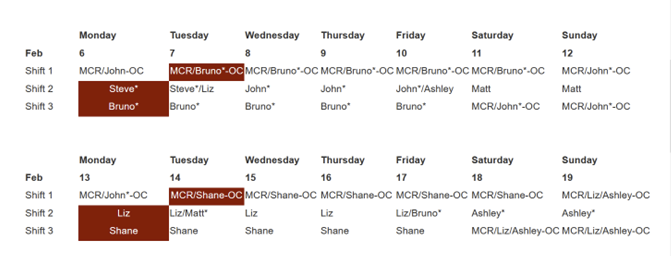 Monday Tuesday Wednesday Thursday Friday Saturday Sunday
Feb 6 7 8 9 10 11 12
Shift 1 MCR/John-OC MCR/Bruno*-OC MCR/Bruno*-OC MCR/Bruno*-OC MCR/Bruno*-OC MCR/Bruno*-OC MCR/John*-OC
Shift 2 Steve* Steve*/Liz John* John* John*/Ashley Matt Matt
Shift 3 Bruno* Bruno* Bruno* Bruno* Bruno* MCR/John*-OC MCR/John*-OC
Monday Tuesday Wednesday Thursday Friday Saturday Sunday
Feb 13 14 15 16 17 18 19
Shift 1 MCR/John*-OC MCR/Shane-OC MCR/Shane-OC MCR/Shane-OC MCR/Shane-OC MCR/Shane-OC MCR/Liz/Ashley-OC
Shift 2 Liz Liz/Matt* Liz Liz Liz/Bruno* Ashley* Ashley*
Shift 3 Shane Shane Shane Shane Shane MCR/Liz/Ashley-OC MCR/Liz/Ashley-OC